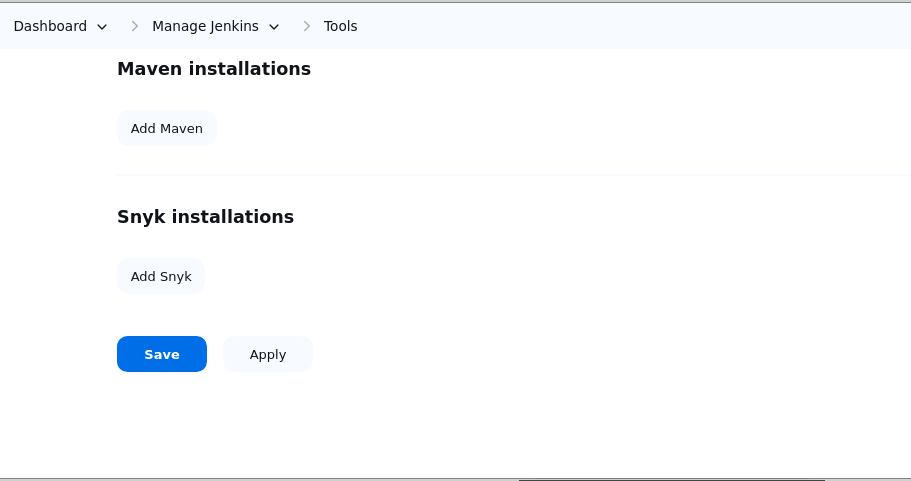 Dashboard Manage Jenkins Tools
Maven installations
Add Maven
Snyk installations
Add Snyk
Save Apply